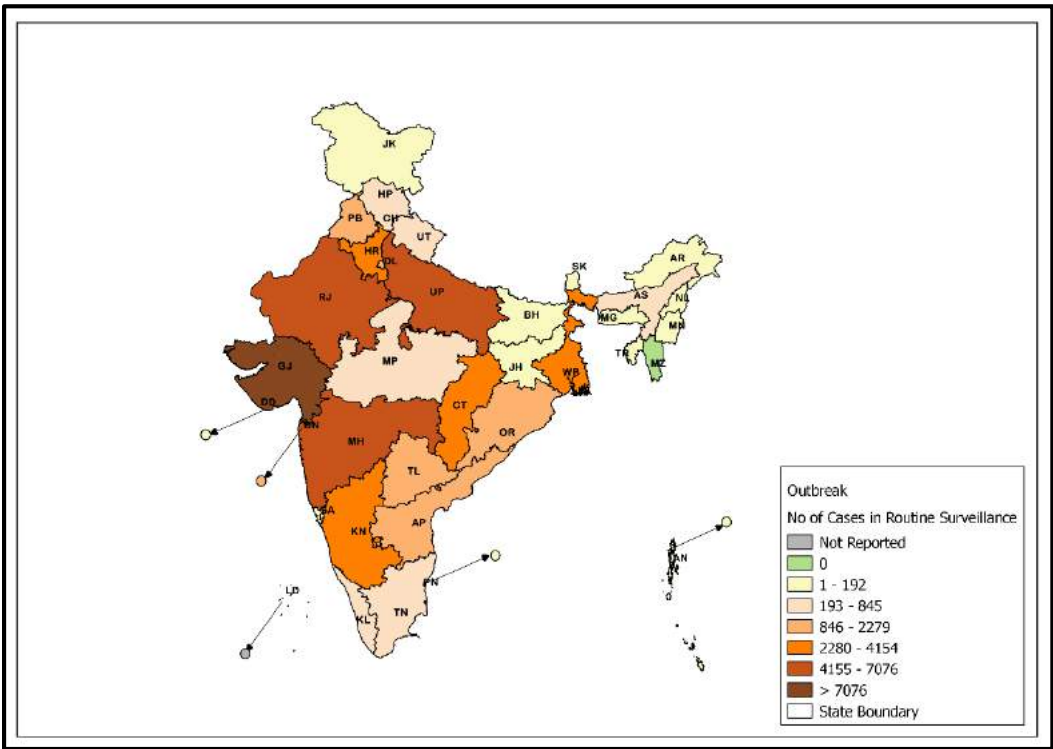 JK
HP
PB
CH
UT
HR
DL
AR
SK
RJ
UP
AS
NL
BH
MG
MN
GJ
MP
JH
TR
MZ
WB
DD
CT
DN
MH
OR
TL
GA
AP
KN
AN
PN
LD
TN
KL
Outbreak
No of Cases in Routine Surveillance
Not Reported
0
1 - 192
193 - 845
846 - 2279
2280 - 4154
4155 - 7076
> 7076
State Boundary